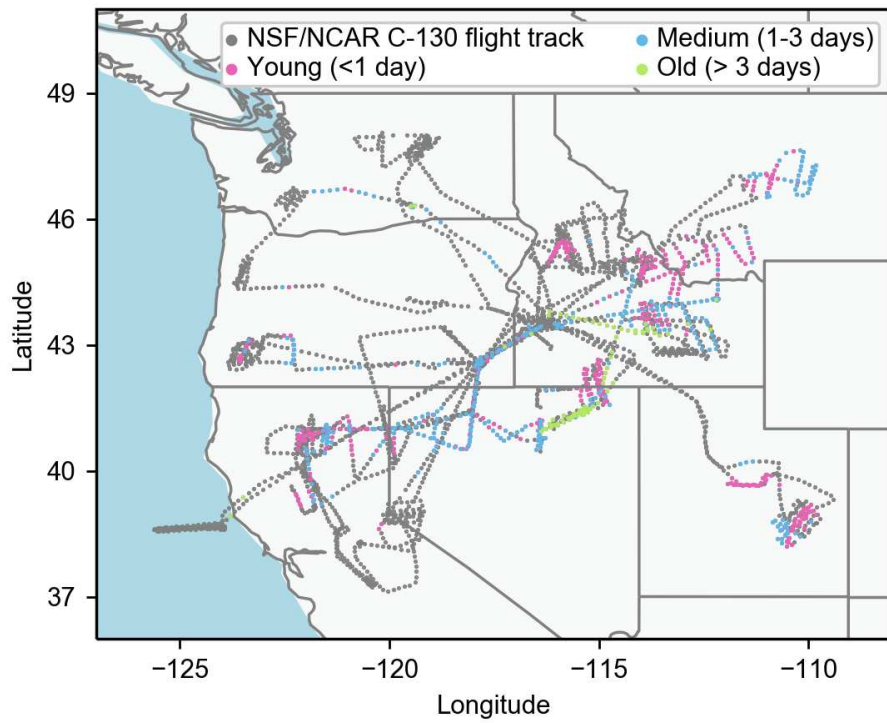 NSF/NCAR C-130 flight track
Medium (1-3 days)
Young (<1 day)
Old (> 3 days)
49
46
43
40
37
Latitude
−125
−120
−115
−110
Longitude